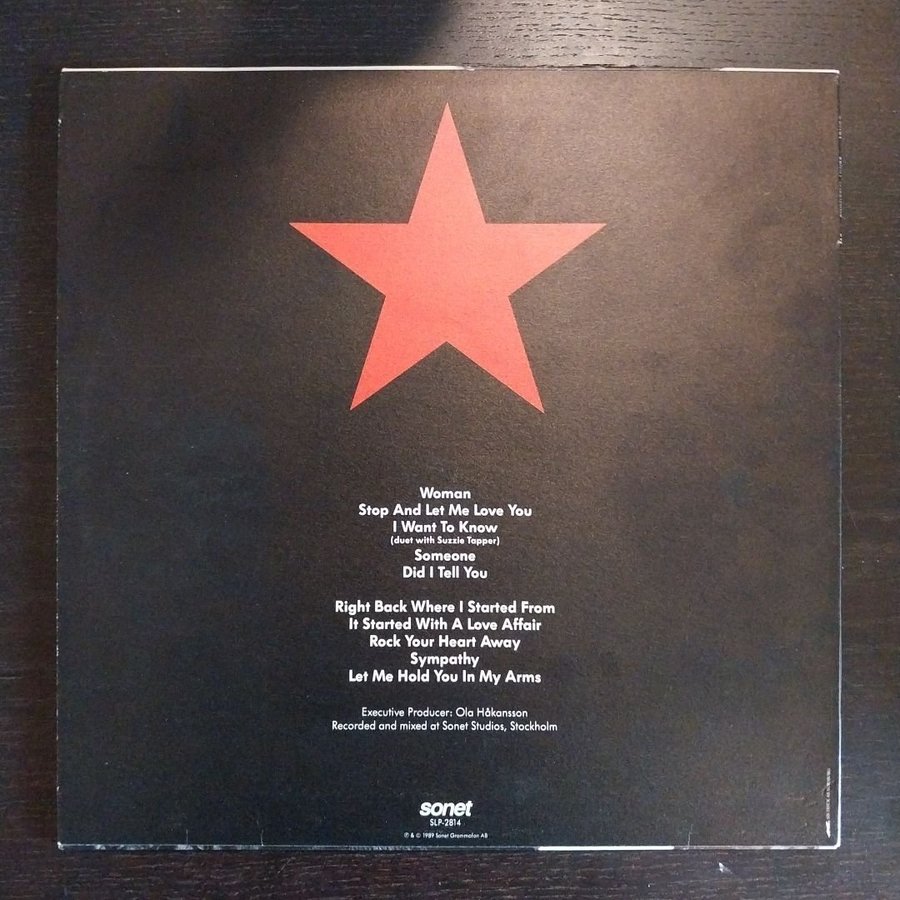 Woman
Stop And Let Me Love You
I Want To Know
(duet with Suzzie Tapper)
Someone
Did I Tell You
Right Back Where I Started From
It Started With A Love Affair
Rock Your Heart Away
Sympathy
Let Me Hold You In My Arms
Executive Producer: Ola Håkansson
Recorded and mixed at Sonet Studios, Stockholm
sonet
SLP-2814
℗ & © 1989 Sonet Grammofon AB